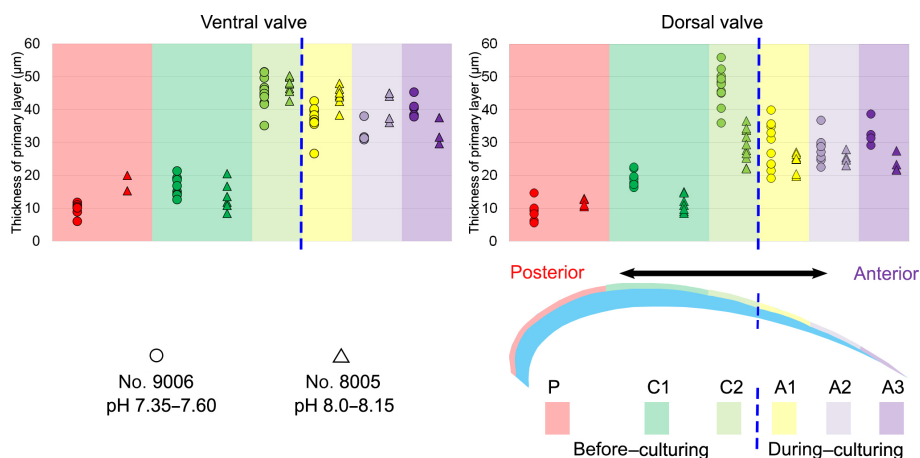 Ventral valve
Thickness of primary layer (μm)
60
50
40
30
20
10
0
Dorsal valve
Thickness of primary layer (μm)
60
50
40
30
20
10
0
Posterior
Anterior
No. 9006
pH 7.35–7.60
No. 8005
pH 8.0–8.15
P C1 C2 A1 A2 A3
Before–culturing During–culturing